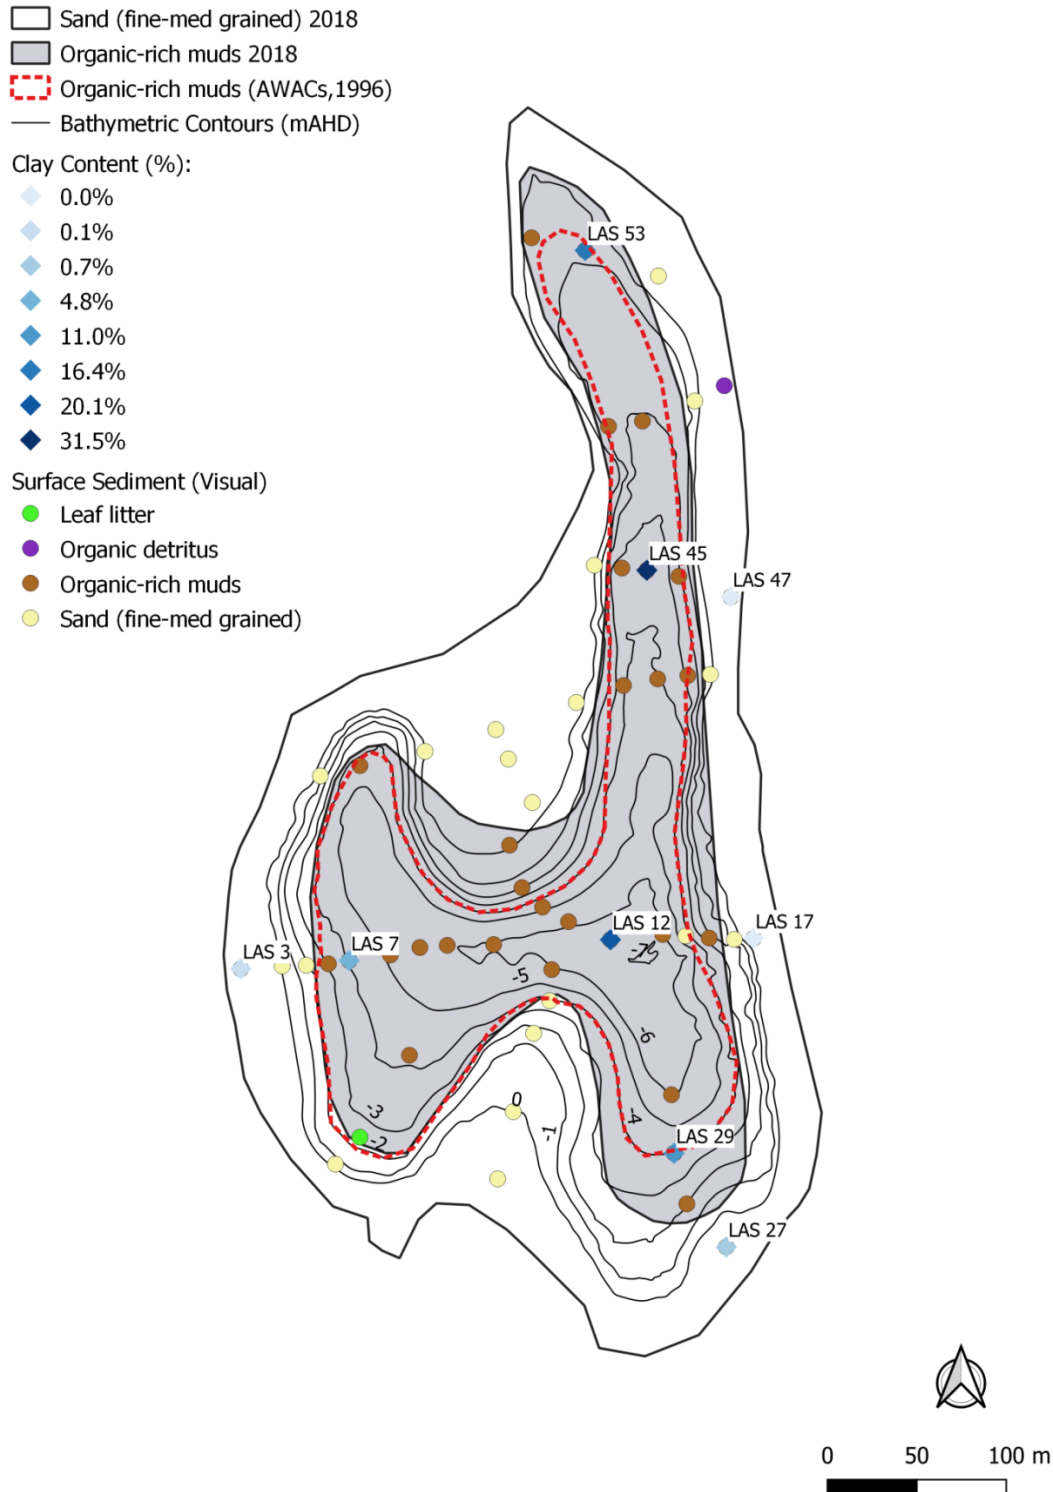 Sand (fine-med grained) 2018
Organic-rich muds 2018
Organic-rich muds (AWACs,1996)
Bathymetric Contours (mAHD)
Clay Content (%):
0.0%
0.1%
0.7%
4.8%
11.0%
16.4%
20.1%
31.5%
Surface Sediment (Visual)
Leaf litter
Organic detritus
Organic-rich muds
Sand (fine-med grained)
LAS 53
LAS 45
LAS 47
LAS 12
LAS 17
LAS 3
LAS 7
-7
-5
-6
-3
0
-4
-1
-2
LAS 29
LAS 27
0 50 100 m